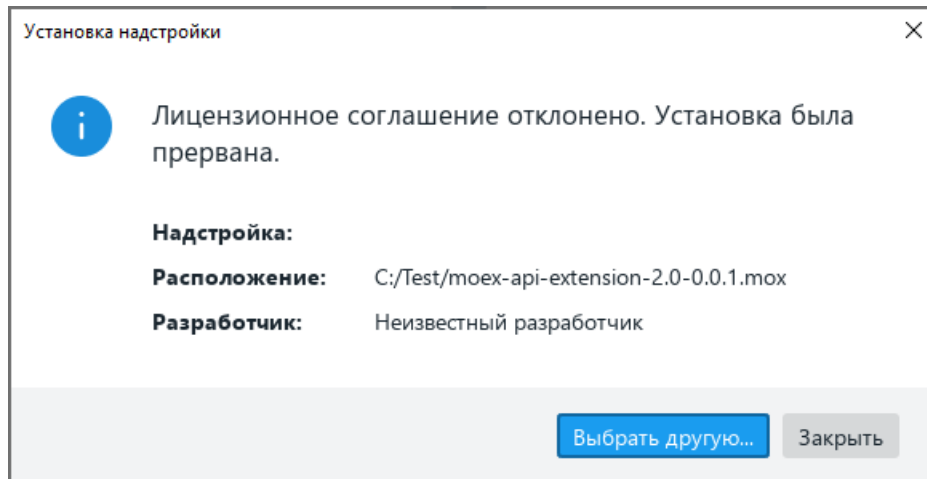 Установка надстройки
Лицензионное соглашение отклонено. Установка была
прервана.
Надстройка:
Расположение: C:/Test/moex-api-extension-2.0-0.0.1.mox
Разработчик: Неизвестный разработчик
Выбрать другую... Закрыть